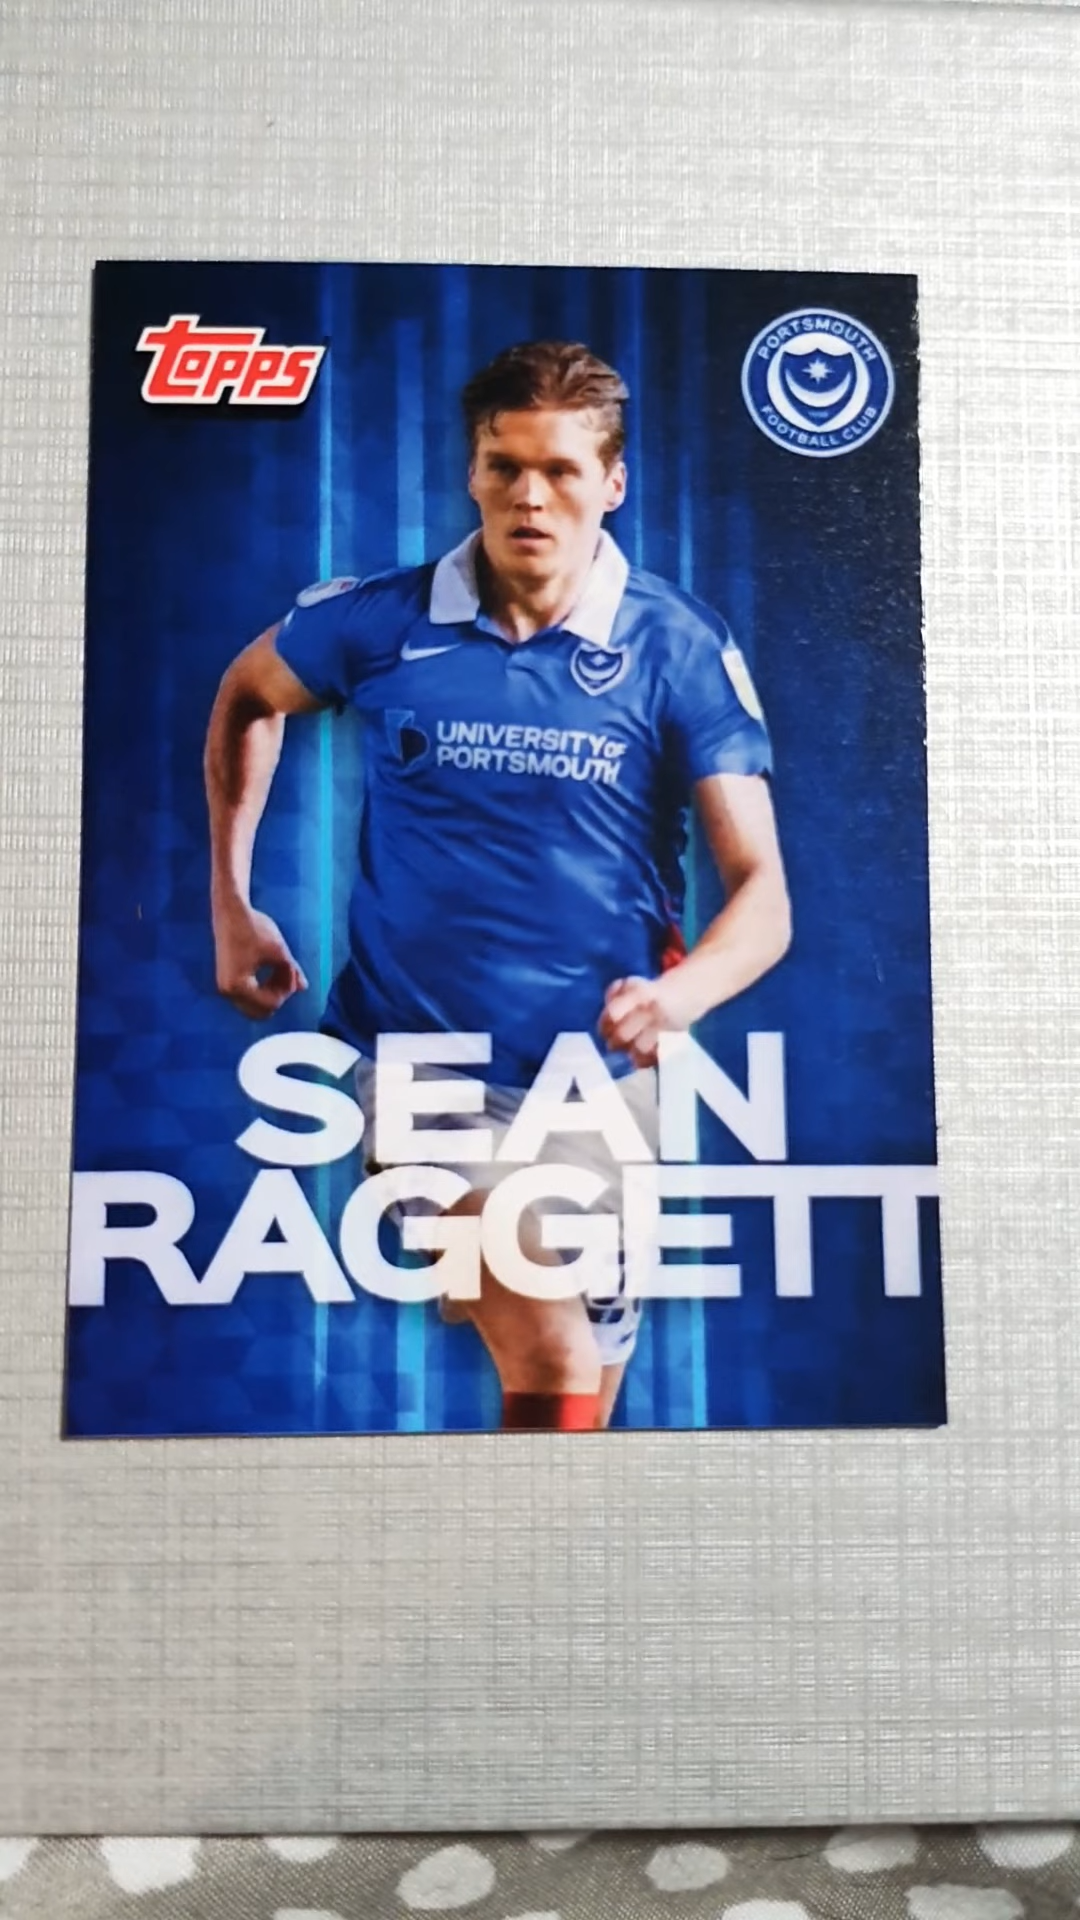 Topps
PORTSMOUTH
FOOTBALL CLUB
UNIVERSITY OF
PORTSMOUTH
SEAN
RAGGETT